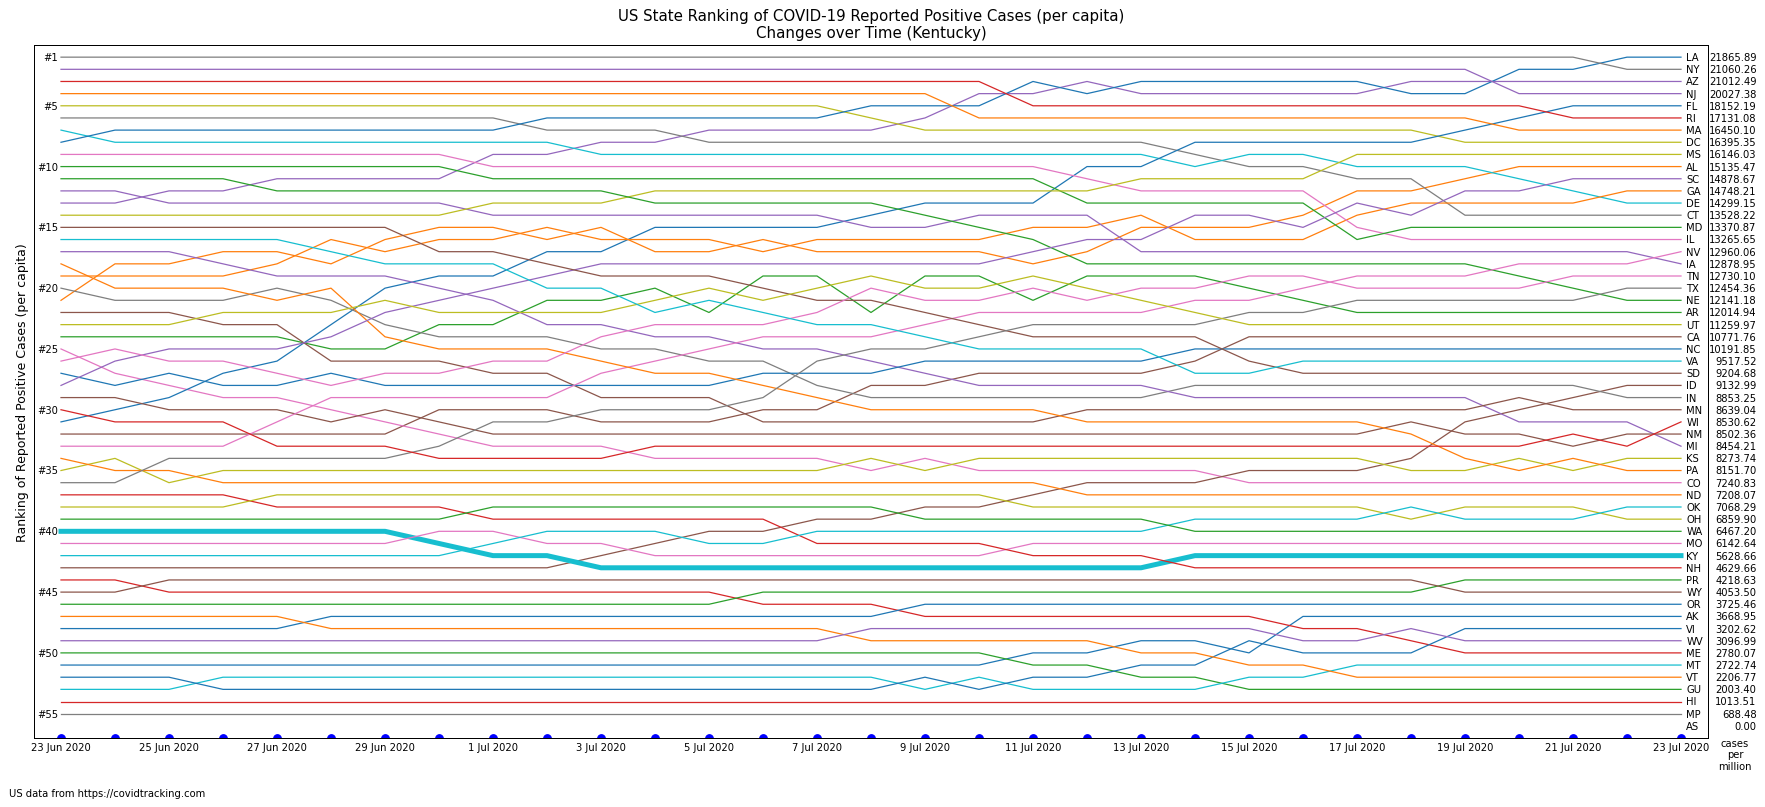 US State Ranking of COVID-19 Reported Positive Cases (per capita)
Changes over Time (Kentucky)
Ranking of Reported Positive Cases (per capita)
#1
#5
#10
#15
#20
#25
#30
#35
#40
#45
#50
#55
LA 21865.89
NY 21060.26
AZ 21012.49
NJ 20027.38
FL 18152.19
RI 17131.08
MA 16450.10
DC 16395.35
MS 16146.03
AL 15135.47
SC 14878.67
GA 14748.21
DE 14299.15
CT 13528.22
MD 13370.87
IL 13265.65
NV 12960.06
IA 12878.95
TN 12730.10
TX 12454.36
NE 12141.18
AR 12014.94
UT 11259.97
CA 10771.76
NC 10191.85
VA 9517.52
SD 9204.68
ID 9132.99
IN 8853.25
MN 8639.04
WI 8530.62
NM 8502.36
MI 8454.21
KS 8273.74
PA 8151.70
CO 7240.83
ND 7208.07
OK 7068.29
OH 6859.90
WA 6467.20
MO 6142.64
KY 5628.66
NH 4629.66
PR 4218.63
WY 4053.50
OR 3725.46
AK 3668.95
VI 3202.62
WV 3096.99
ME 2780.07
MT 2722.74
VT 2206.77
GU 2003.40
HI 1013.51
MP 688.48
AS 0.00
23 Jun 2020 25 Jun 2020 27 Jun 2020 29 Jun 2020 1 Jul 2020 3 Jul 2020 5 Jul 2020 7 Jul 2020 9 Jul 2020 11 Jul 2020 13 Jul 2020 15 Jul 2020 17 Jul 2020 19 Jul 2020 21 Jul 2020 23 Jul 2020
cases
per
million
US data from https://covidtracking.com